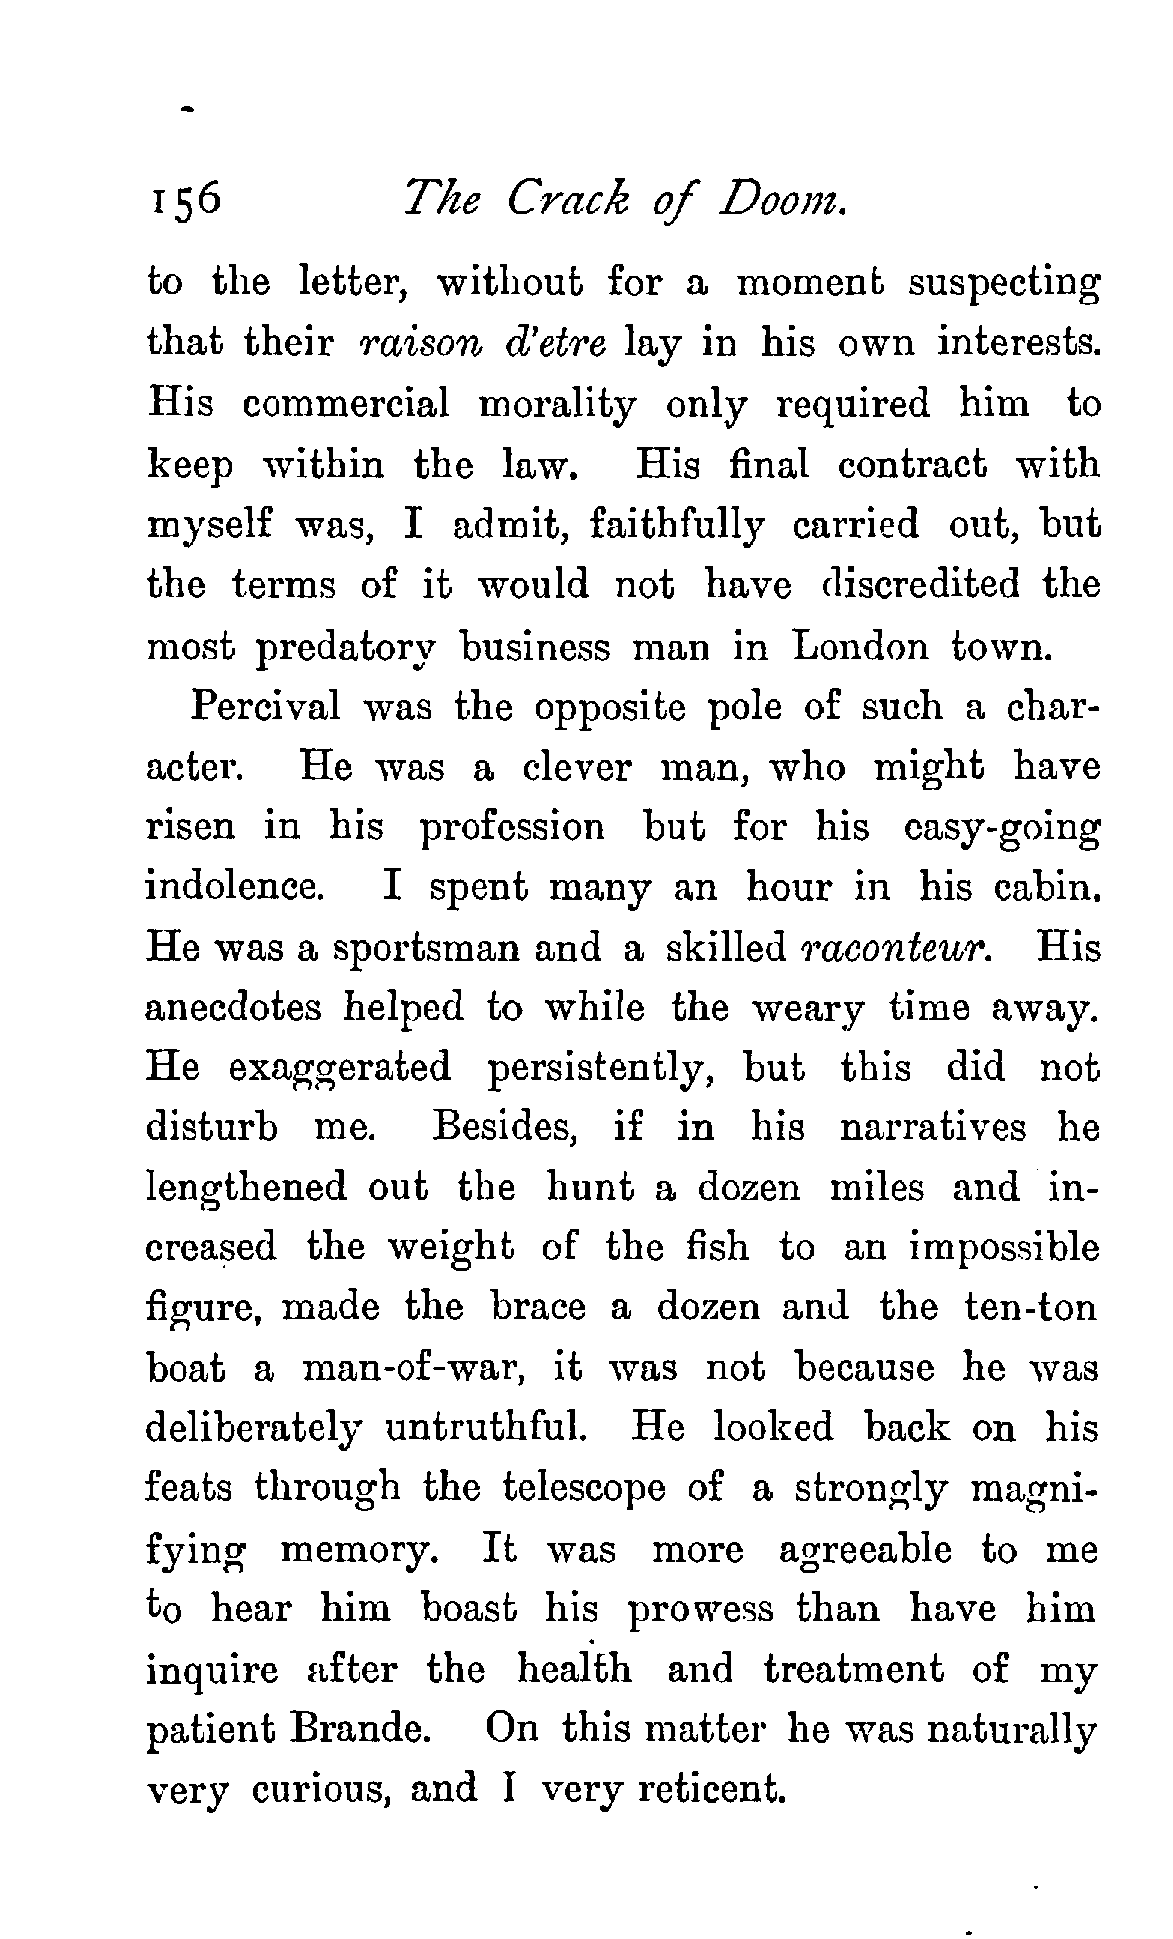 156 The Crack of Doom.
to the letter, without for a moment suspecting
that their raison d'etre lay in his own interests.
His commercial morality only required him to
keep within the law. His final contract with
myself was, I admit, faithfully carried out, but
the terms of it would not have discredited the
most predatory business man in London town.
Percival was the opposite pole of such a char-
acter. He was a clever man, who might have
risen in his profession but for his easy-going
indolence. I spent many an hour in his cabin.
He was a sportsman and a skilled raconteur. His
anecdotes helped to while the weary time away.
He exaggerated persistently, but this did not
disturb me. Besides, if in his narratives he
lengthened out the hunt a dozen miles and in-
creased the weight of the fish to an impossible
figure, made the brace a dozen and the ten-ton
boat a man-of-war, it was not because he was
deliberately untruthful. He looked back on his
feats through the telescope of a strongly magni-
fying memory. It was more agreeable to me
to hear him boast his prowess than have him
inquire after the health and treatment of my
patient Brande. On this matter he was naturally
very curious, and I very reticent.